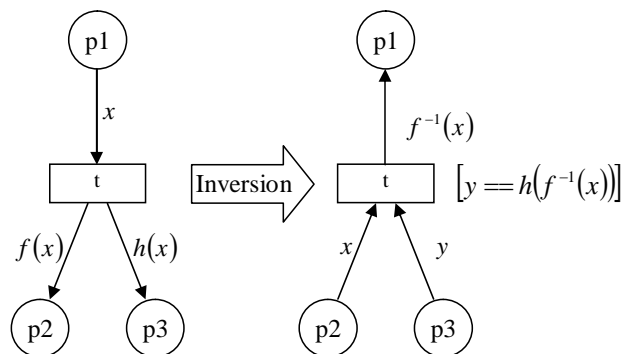 p1 p1
x
f⁻¹(x)
t Inversion t [y == h(f⁻¹(x))]
f(x) h(x) x y
p2 p3 p2 p3